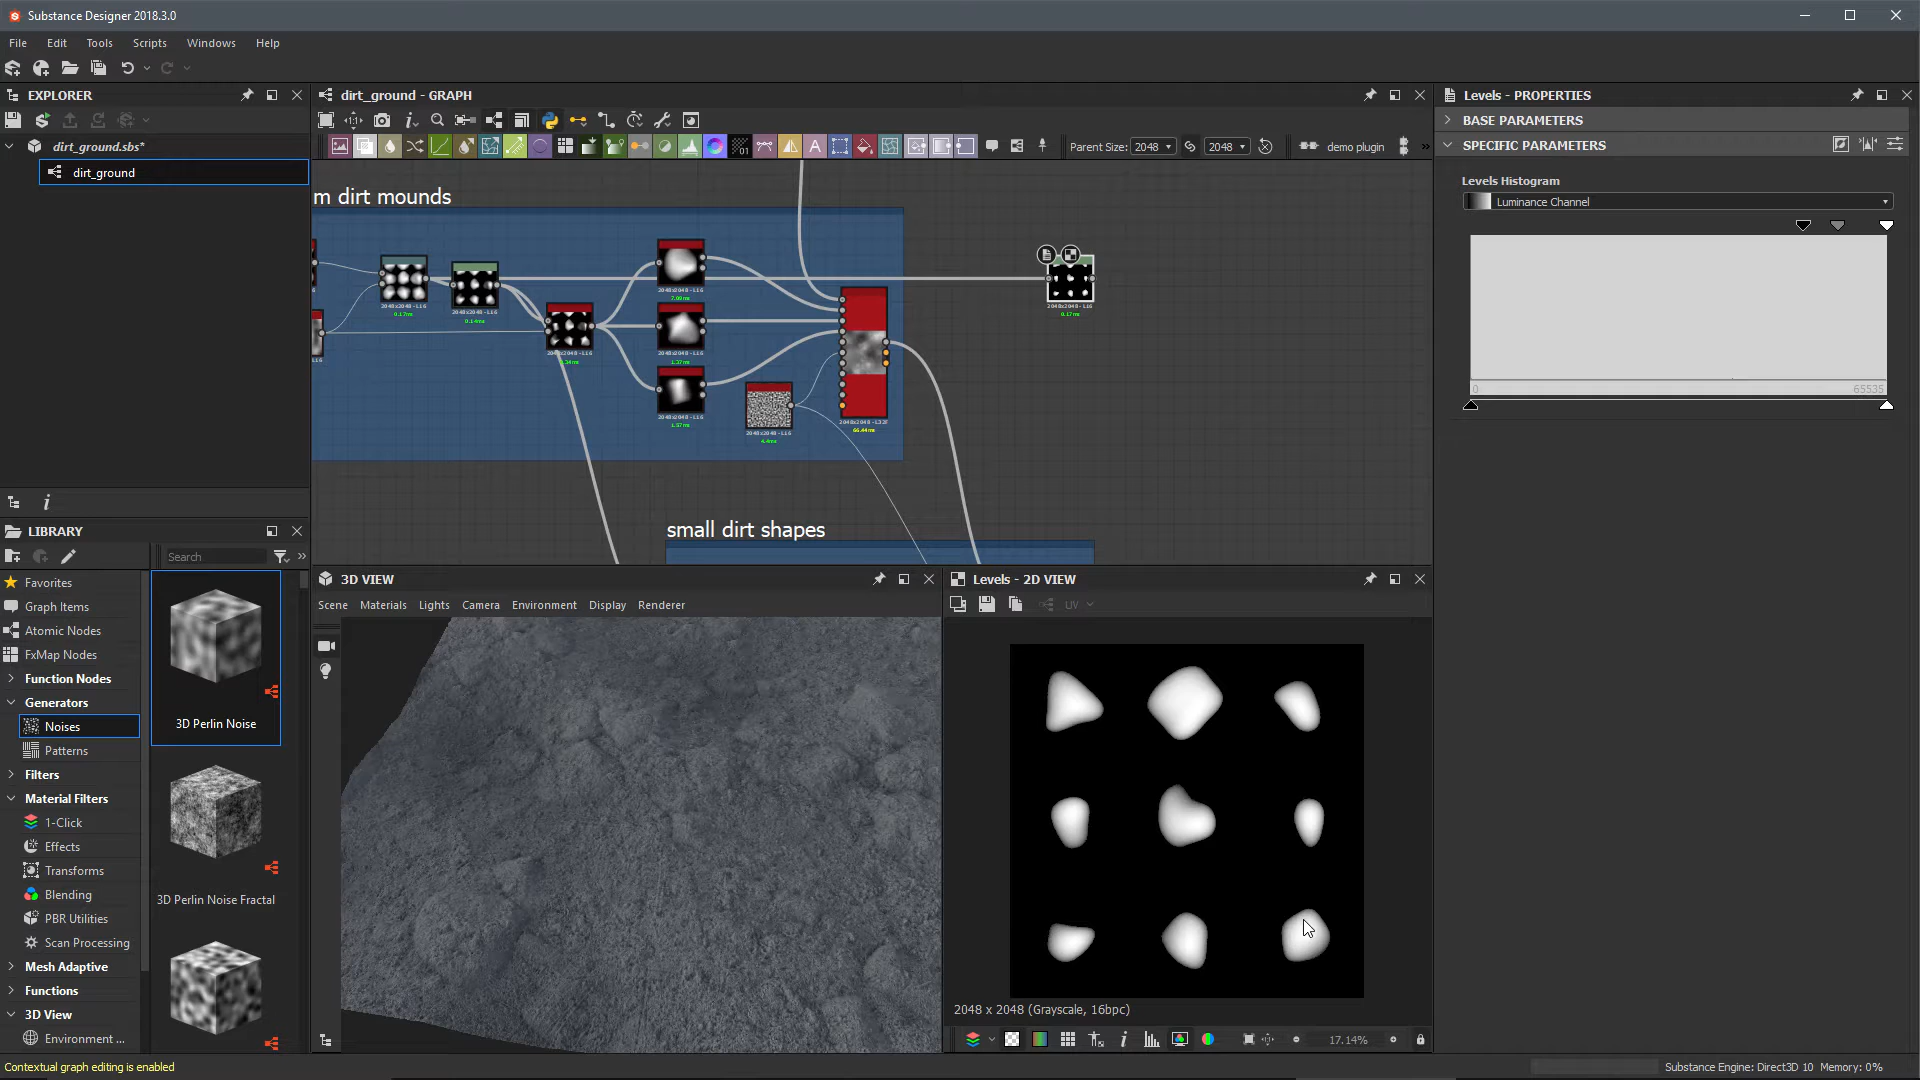 Substance Designer 2018.3.0
File Edit Tools Scripts Windows Help
EXPLORER
dirt_ground.sbs*
dirt_ground
LIBRARY
Search
Favorites
Graph Items
Atomic Nodes
FxMap Nodes
Function Nodes
Generators
Noises
Patterns
Filters
Material Filters
1-Click
Effects
Transforms
Blending
PBR Utilities
Scan Processing
Mesh Adaptive
Functions
3D View
Environment ...
3D Perlin Noise
3D Perlin Noise Fractal
dirt_ground - GRAPH
Parent Size: 2048 2048 demo plugin
m dirt mounds
small dirt shapes
3D VIEW
Scene Materials Lights Camera Environment Display Renderer
Levels - 2D VIEW
UV
2048 x 2048 (Grayscale, 16bpc)
17.14%
Levels - PROPERTIES
BASE PARAMETERS
SPECIFIC PARAMETERS
Levels Histogram
Luminance Channel
0 65535
Contextual graph editing is enabled
Substance Engine: Direct3D 10 Memory: 0%